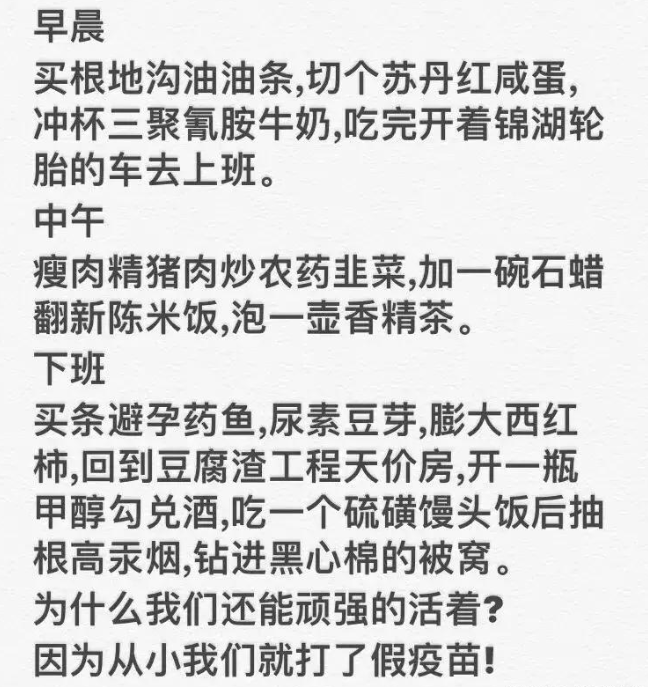 早晨
买根地沟油油条,切个苏丹红咸蛋,
冲杯三聚氰胺牛奶,吃完开着锦湖轮
胎的车去上班。
中午
瘦肉精猪肉炒农药韭菜,加一碗石蜡
翻新陈米饭,泡一壶香精茶。
下班
买条避孕药鱼,尿素豆芽,膨大西红
柿,回到豆腐渣工程天价房,开一瓶
甲醇勾兑酒,吃一个硫磺馒头饭后抽
根高汞烟,钻进黑心棉的被窝。
为什么我们还能顽强的活着?
因为从小我们就打了假疫苗!